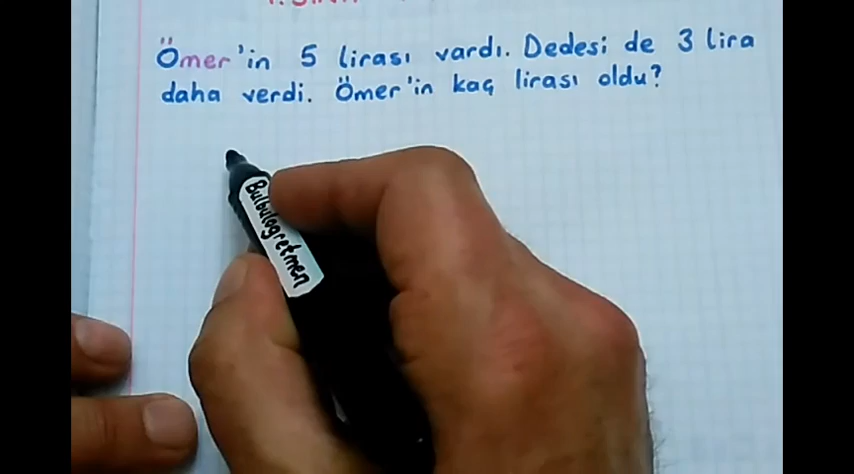 Ömer'in 5 lirası vardı. Dedesi de 3 lira
daha verdi. Ömer'in kaç lirası oldu?
Bulbulogretmen